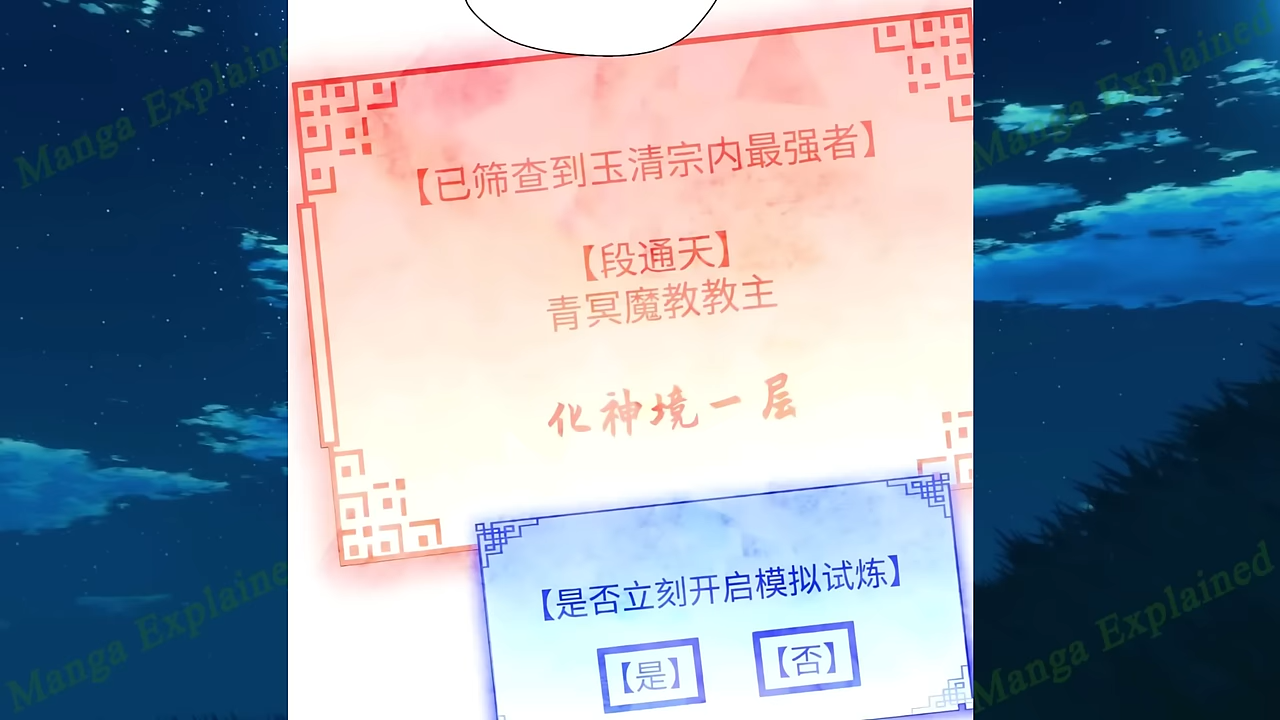 【已筛查到玉清宗内最强者】
【段通天】
青冥魔教教主
化神境一层
【是否立刻开启模拟试炼】
【是】
【否】
Manga Explained
Manga Explained
Manga Explained
Manga Explained